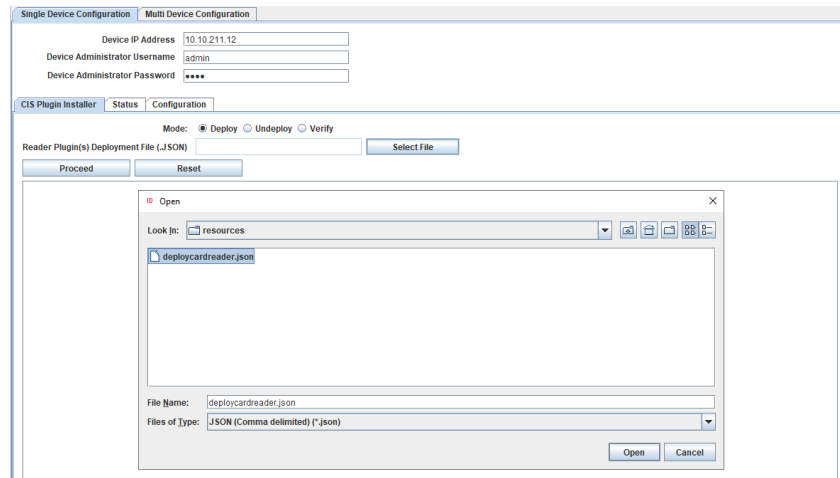 Single Device Configuration Multi Device Configuration
Device IP Address 10.10.211.12
Device Administrator Username admin
Device Administrator Password ●●●●
CIS Plugin Installer Status Configuration
Mode: Deploy Undeploy Verify
Reader Plugin(s) Deployment File (.JSON) Select File
Proceed Reset
ID Open
Look In: resources
deploycardreader.json
File Name: deploycardreader.json
Files of Type: JSON (Comma delimited) (*.json)
Open Cancel